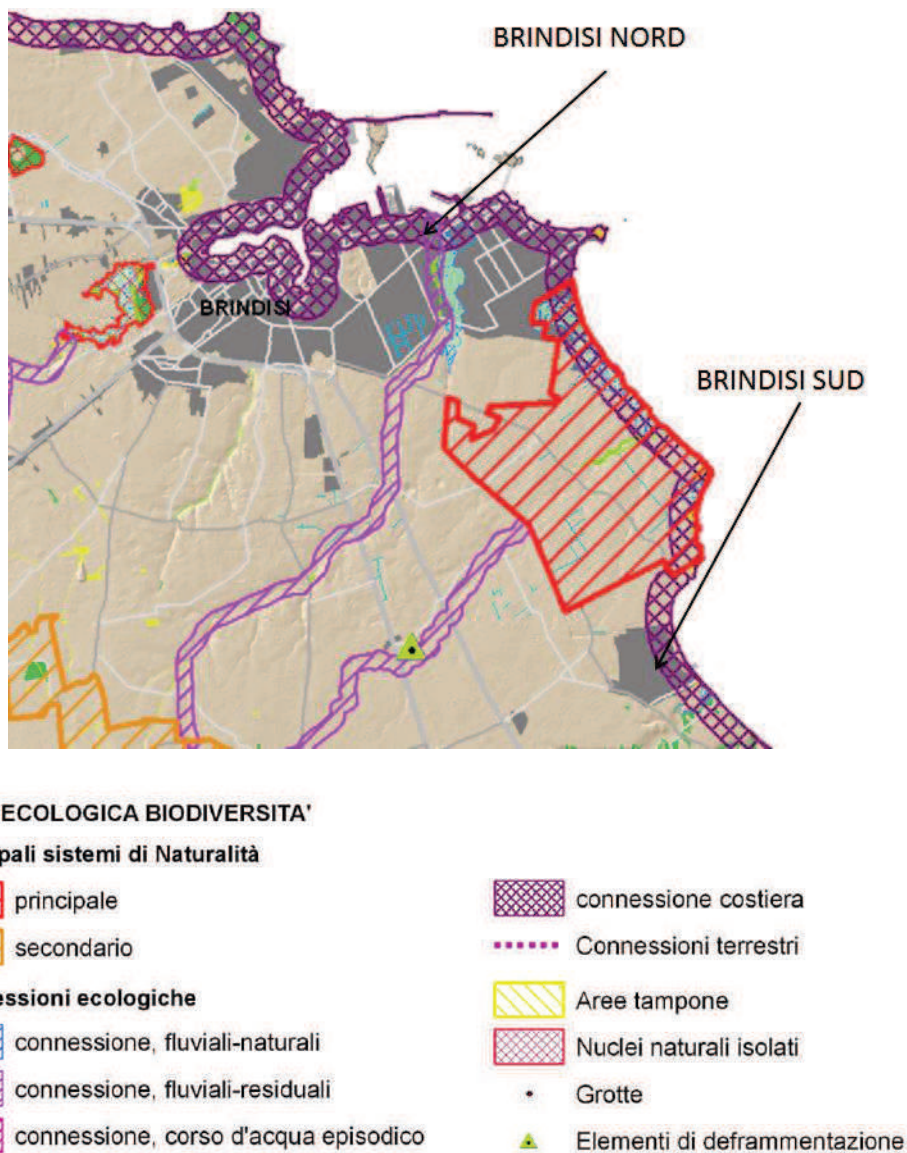 BRINDISI NORD
BRINDISI
BRINDISI SUD
ECOLOGICA BIODIVERSITA'
pali sistemi di Naturalità
principale
secondario
essioni ecologiche
connessione, fluviali-naturali
connessione, fluviali-residuali
connessione, corso d'acqua episodico
connessione costiera
Connessioni terrestri
Aree tampone
Nuclei naturali isolati
Grotte
Elementi di deframmentazione